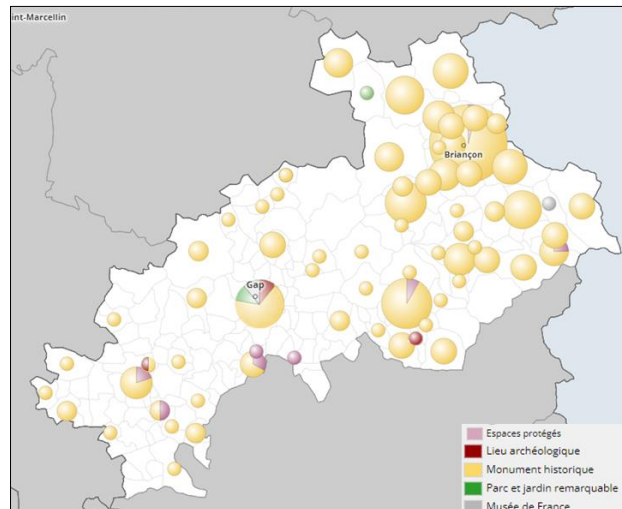 int-Marcellin
Briançon
Gap
Espaces protégés
Lieu archéologique
Monument historique
Parc et jardin remarquable
Musée de France